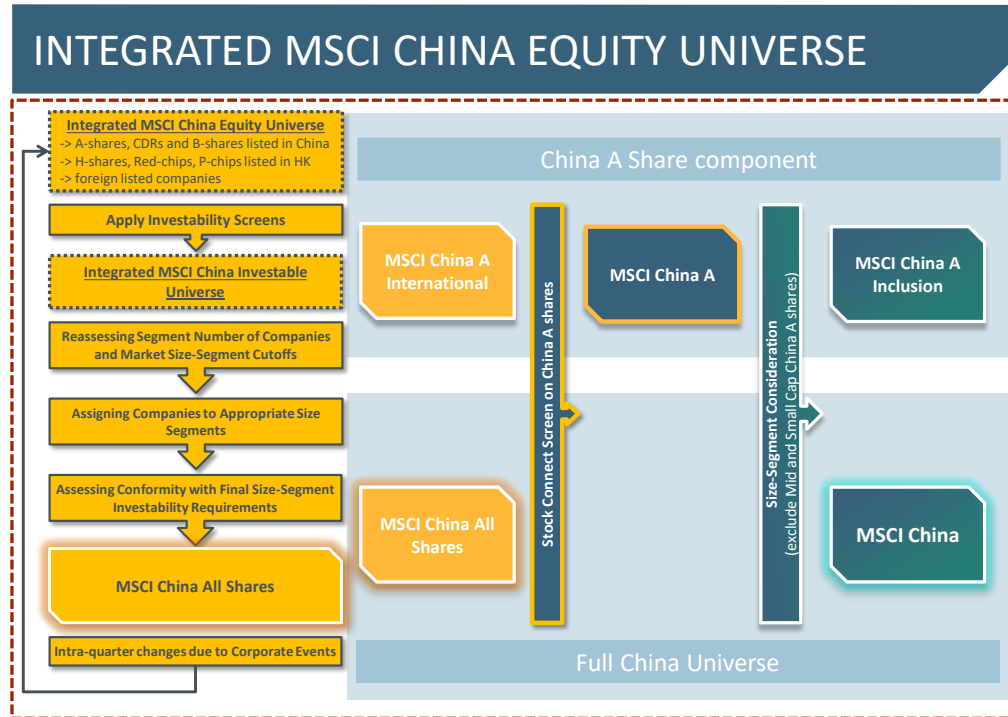 INTEGRATED MSCI CHINA EQUITY UNIVERSE
Integrated MSCI China Equity Universe
-> A-shares, CDRs and B-shares listed in China
-> H-shares, Red-chips, P-chips listed in HK
-> foreign listed companies
Apply Investability Screens
Integrated MSCI China Investable
Universe
Reassessing Segment Number of Companies
and Market Size-Segment Cutoffs
Assigning Companies to Appropriate Size
Segments
Assessing Conformity with Final Size-Segment
Investability Requirements
MSCI China All Shares
Intra-quarter changes due to Corporate Events
China A Share component
MSCI China A
International
Stock Connect Screen on China A shares
MSCI China A
Size-Segment Consideration
(exclude Mid and Small Cap China A shares)
MSCI China A
Inclusion
MSCI China All
Shares
MSCI China
Full China Universe